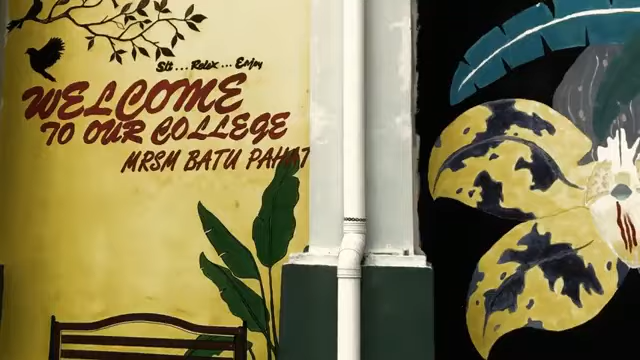 Sit... Relax... Enjoy
WELCOME
TO OUR COLLEGE
MRSM BATU PAHAT